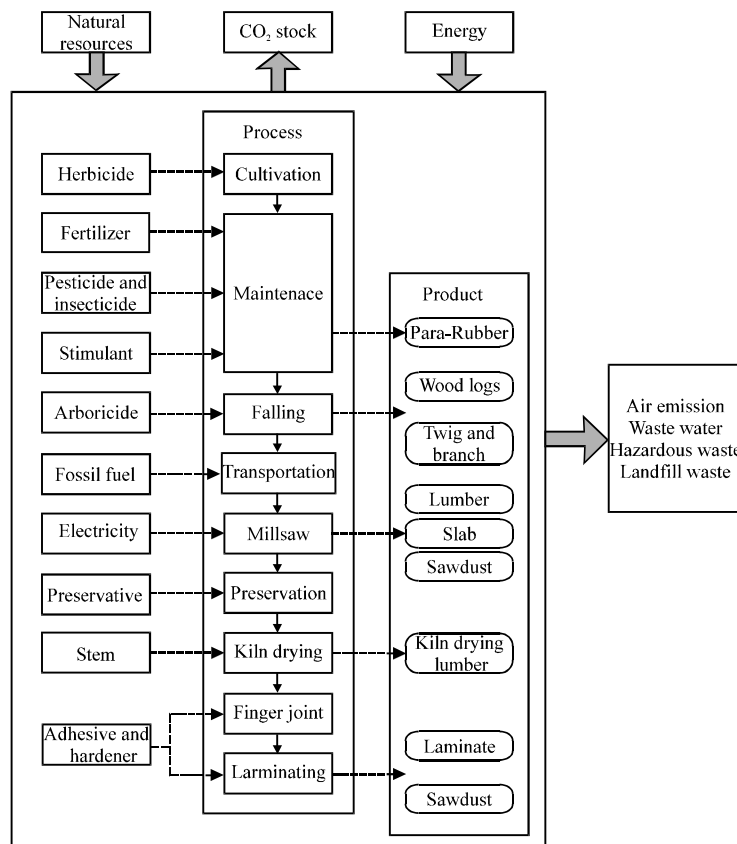 Natural
resources
CO₂ stock
Energy
Process
Herbicide
Cultivation
Fertilizer
Pesticide and
insecticide
Maintenace
Stimulant
Product
Para-Rubber
Wood logs
Arboricide
Falling
Twig and
branch
Fossil fuel
Transportation
Lumber
Electricity
Millsaw
Slab
Sawdust
Preservative
Preservation
Stem
Kiln drying
Kiln drying
lumber
Finger joint
Adhesive and
hardener
Laminate
Larminating
Sawdust
Air emission
Waste water
Hazardous waste
Landfill waste